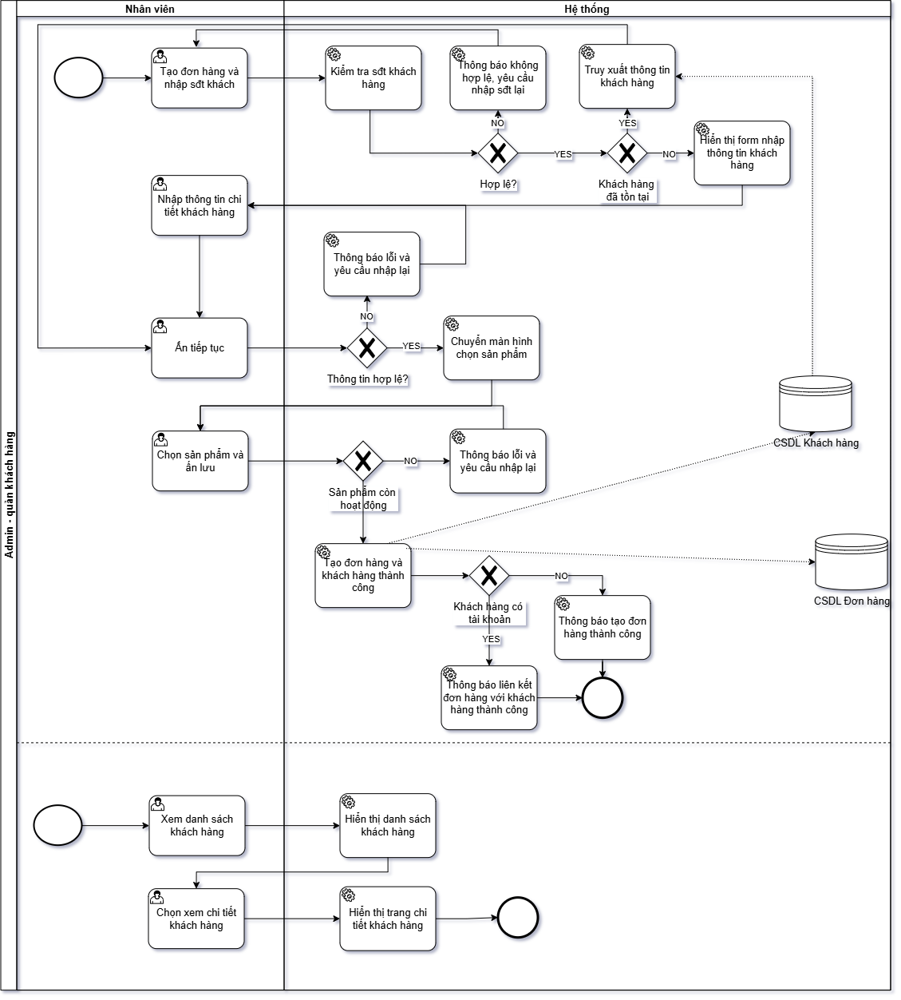 Admin - quản khách hàng
Nhân viên
Hệ thống
Tạo đơn hàng và
nhập sđt khách
Kiểm tra sđt khách
hàng
Thông báo không
hợp lệ, yêu cầu
nhập sđt lại
Truy xuất thông tin
khách hàng
NO
YES
Hợp lệ?
YES
Khách hàng
đã tồn tại
NO
Hiển thị form nhập
thông tin khách
hàng
Nhập thông tin chi
tiết khách hàng
Thông báo lỗi và
yêu cầu nhập lại
NO
Ấn tiếp tục
Thông tin hợp lệ?
YES
Chuyển màn hình
chọn sản phẩm
CSDL Khách hàng
Chọn sản phẩm và
ấn lưu
Sản phẩm còn
hoạt động
NO
Thông báo lỗi và
yêu cầu nhập lại
Tạo đơn hàng và
khách hàng thành
công
Khách hàng có
tài khoản
NO
YES
Thông báo tạo đơn
hàng thành công
CSDL Đơn hàng
Thông báo liên kết
đơn hàng với khách
hàng thành công
Xem danh sách
khách hàng
Hiển thị danh sách
khách hàng
Chọn xem chi tiết
khách hàng
Hiển thị trang chi
tiết khách hàng